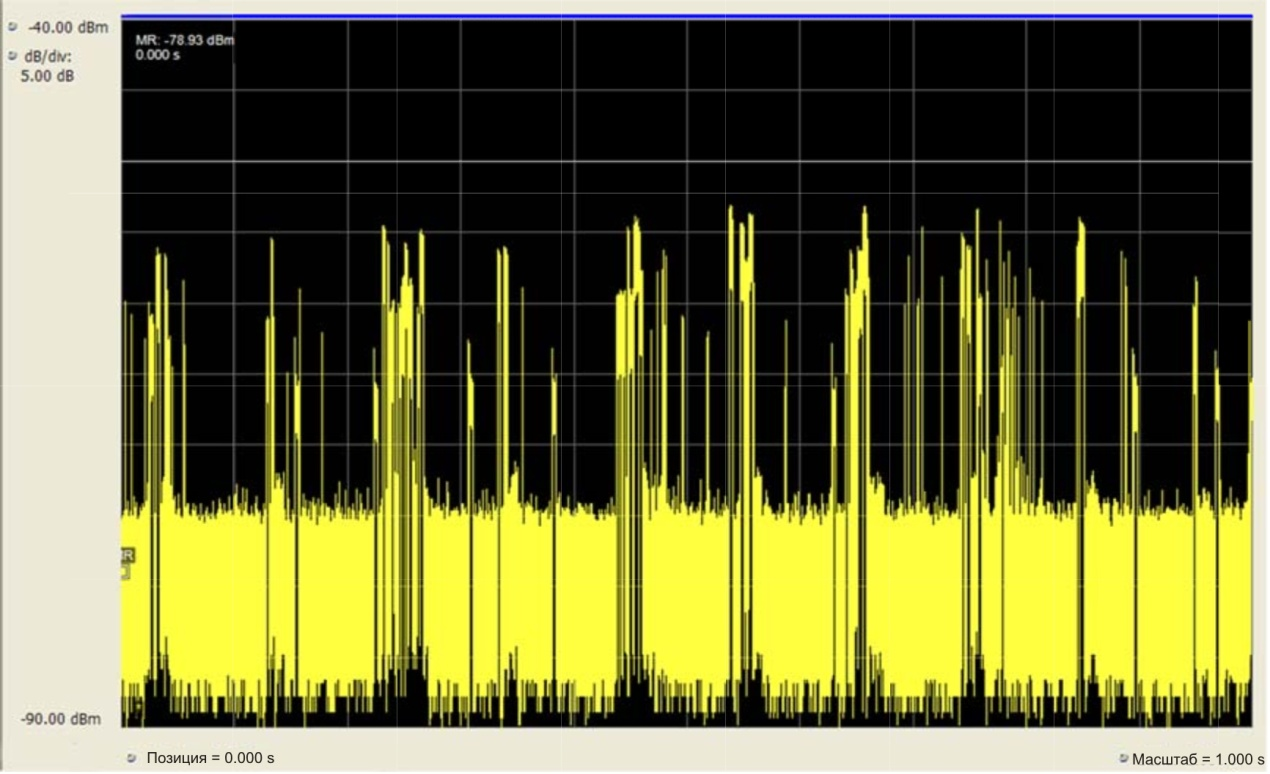 -40.00 dBm
dB/div:
5.00 dB
MR: -78.93 dBm
0.000 s
R
-90.00 dBm
Позиция = 0.000 s
Масштаб = 1.000 s